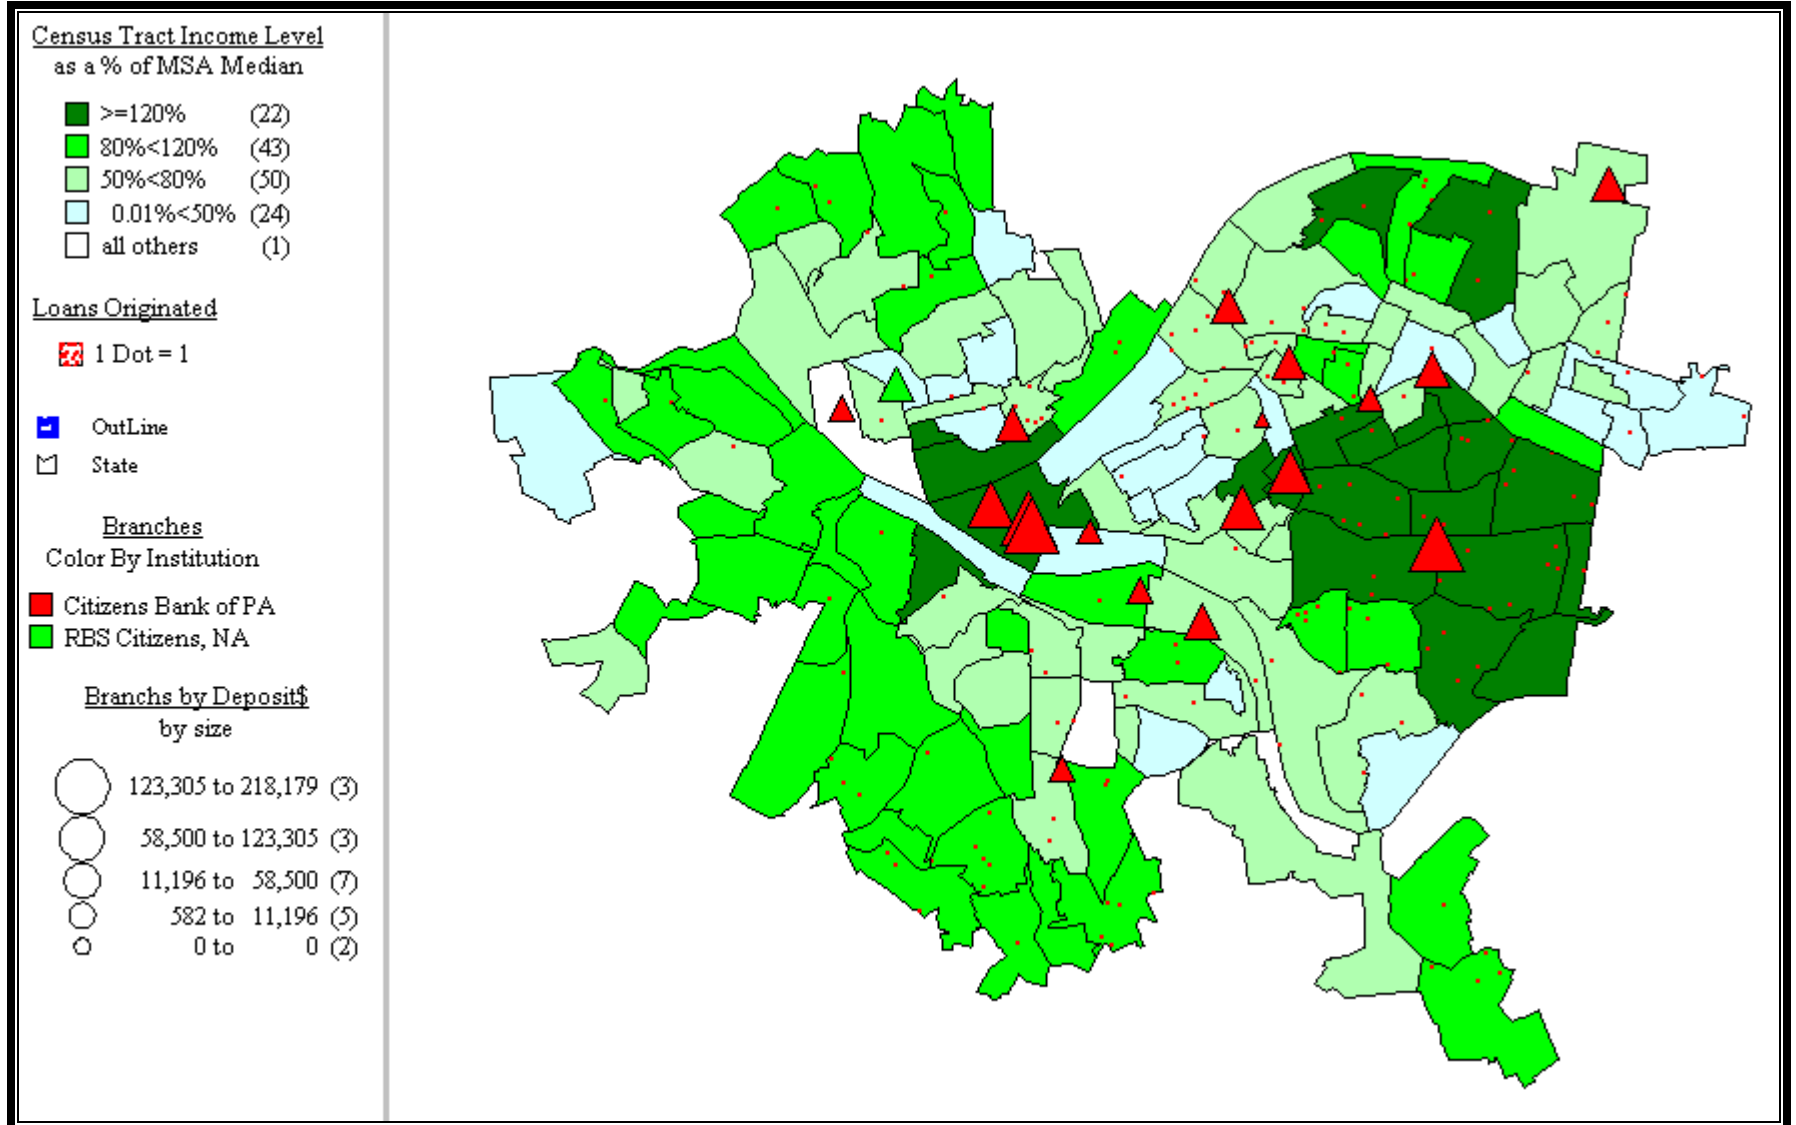 Census Tract Income Level
as a % of MSA Median
>=120% (22)
80%<120% (43)
50%<80% (50)
0.01%<50% (24)
all others (1)
Loans Originated
1 Dot = 1
OutLine
State
Branches
Color By Institution
Citizens Bank of PA
RBS Citizens, NA
Branchs by Deposit$
by size
123,305 to 218,179 (3)
58,500 to 123,305 (3)
11,196 to 58,500 (7)
582 to 11,196 (5)
0 to 0 (2)